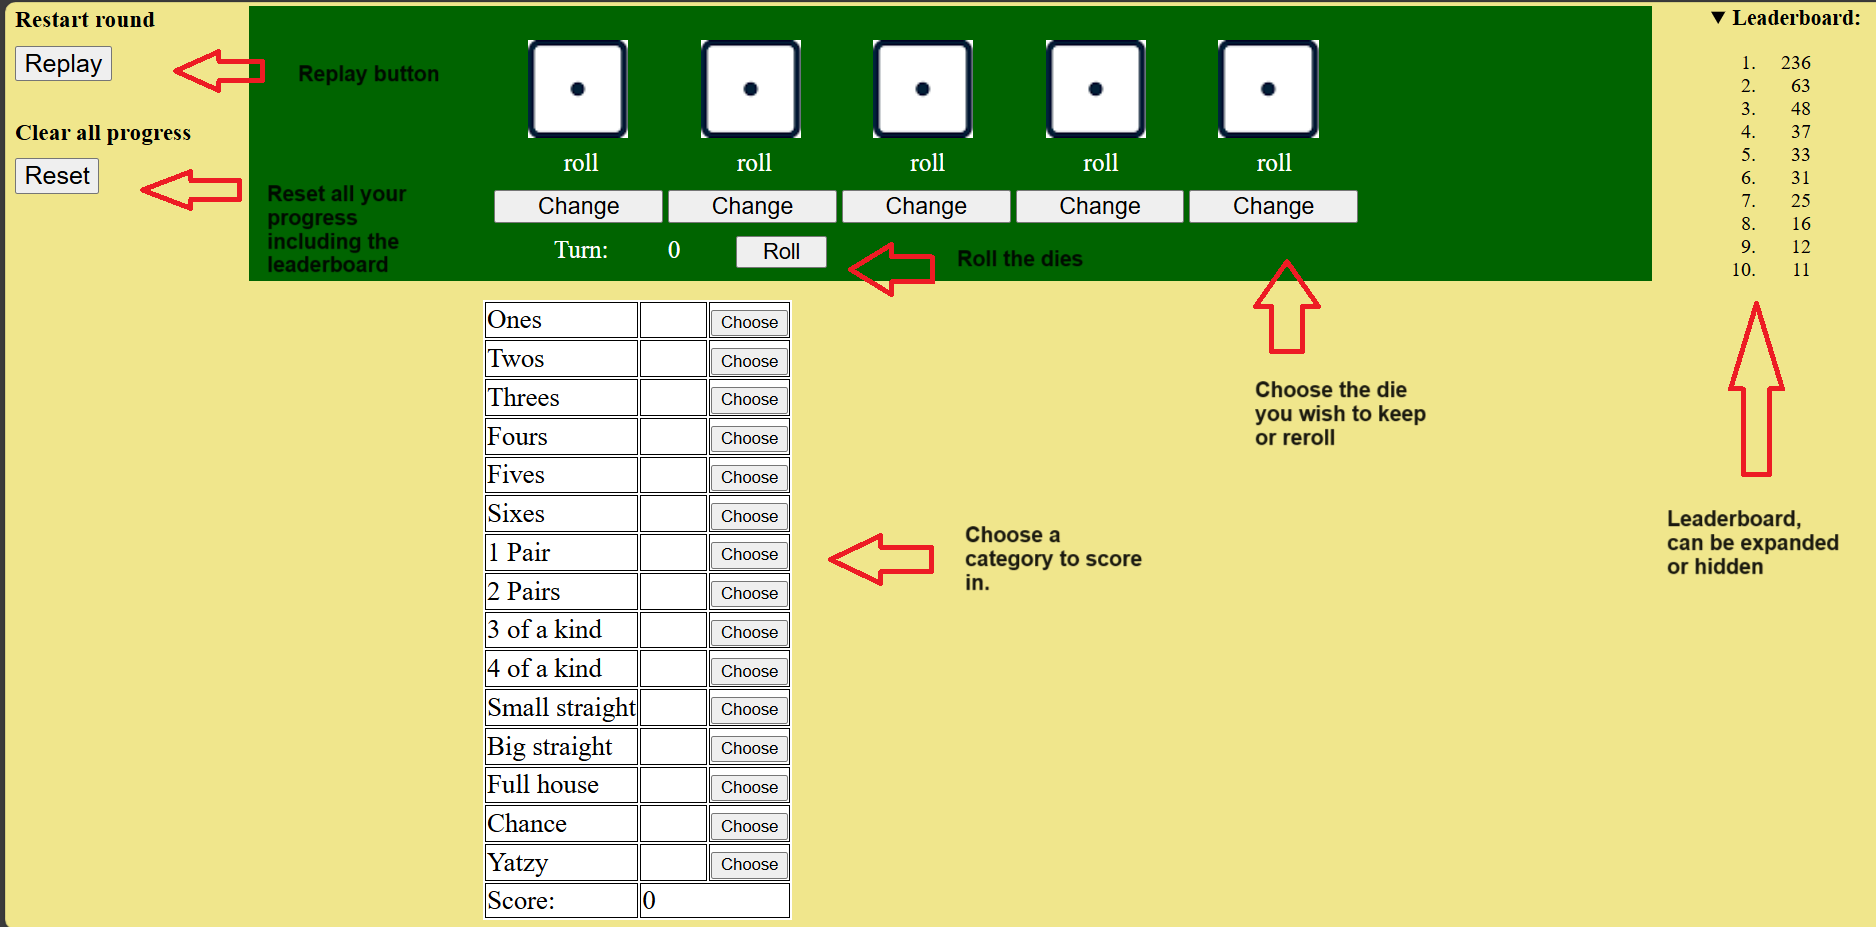 Restart round
Replay
Replay button
Clear all progress
Reset
Reset all your
progress
including the
leaderboard
roll roll roll roll roll
Change Change Change Change Change
Turn: 0 Roll
Roll the dies
▼ Leaderboard:
1. 236
2. 63
3. 48
4. 37
5. 33
6. 31
7. 25
8. 16
9. 12
10. 11
Ones Choose
Twos Choose
Threes Choose
Fours Choose
Fives Choose
Sixes Choose
1 Pair Choose
2 Pairs Choose
3 of a kind Choose
4 of a kind Choose
Small straight Choose
Big straight Choose
Full house Choose
Chance Choose
Yatzy Choose
Score: 0
Choose the die
you wish to keep
or reroll
Choose a
category to score
in.
Leaderboard,
can be expanded
or hidden